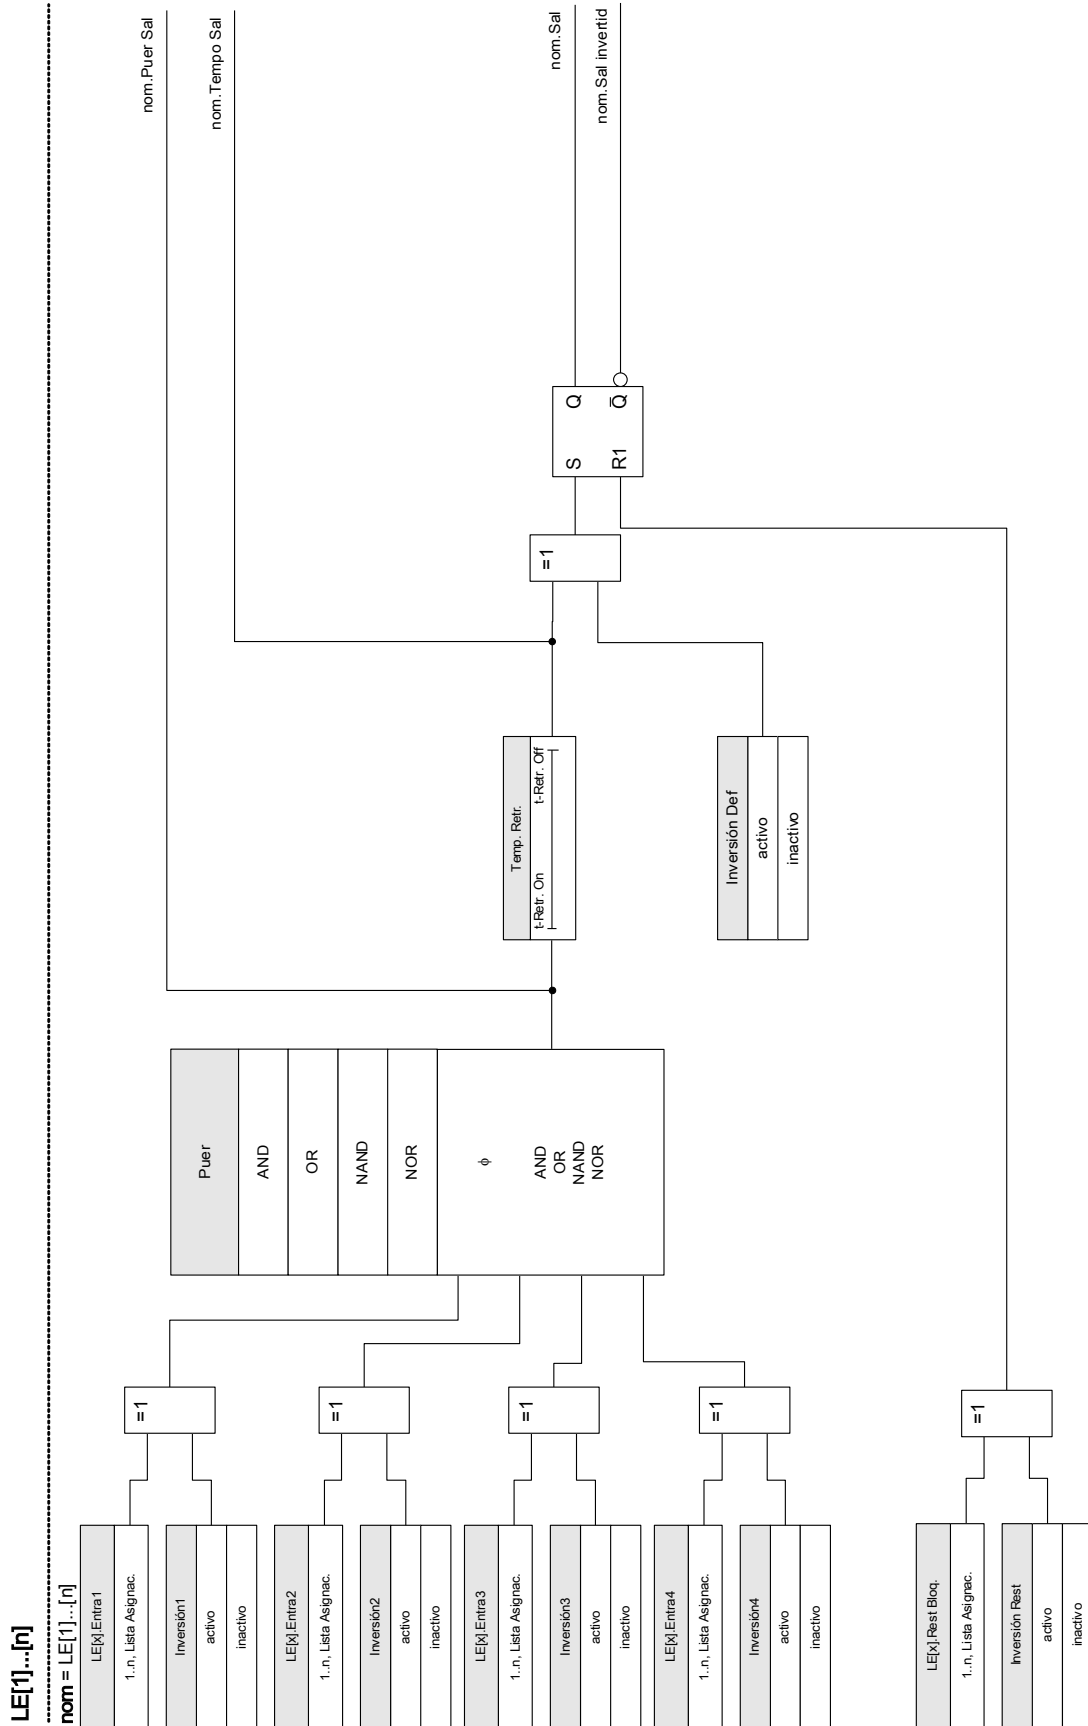 LE[1]...[n]
nom = LE[1]...[n]
LE[x].Entra1
1..n, Lista Asignac.
Inversión1
activo
inactivo
LE[x].Entra2
1..n, Lista Asignac.
Inversión2
activo
inactivo
LE[x].Entra3
1..n, Lista Asignac.
Inversión3
activo
inactivo
LE[x].Entra4
1..n, Lista Asignac.
Inversión4
activo
inactivo
LE[x].Rest Bloq.
1..n, Lista Asignac.
Inversión Rest
activo
inactivo
=1
=1
=1
=1
=1
Puer
AND
OR
NAND
NOR
ϕ
AND
OR
NAND
NOR
Temp. Retr.
t-Retr. On
t-Retr. Off
Inversión Def
activo
inactivo
=1
S
Q
R1
Q̅
nom.Puer Sal
nom.Tempo Sal
nom.Sal
nom.Sal invertid